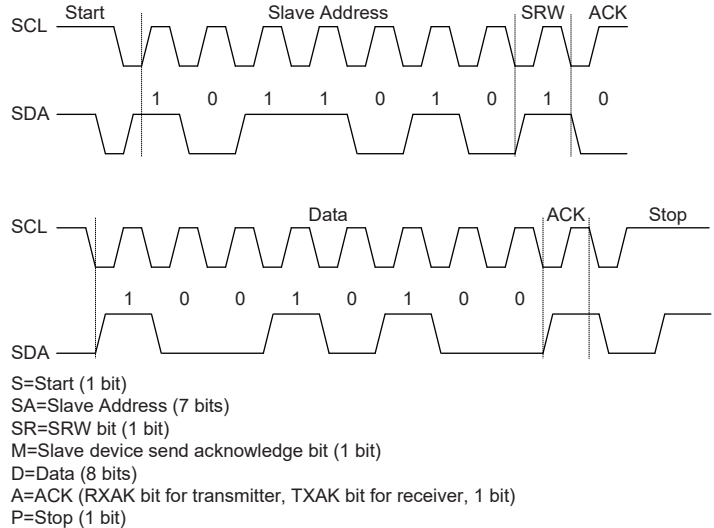 Start Slave Address SRW ACK
SCL
1 0 1 1 0 1 0 1 0
SDA
Data ACK Stop
SCL
1 0 0 1 0 1 0 0
SDA
S=Start (1 bit)
SA=Slave Address (7 bits)
SR=SRW bit (1 bit)
M=Slave device send acknowledge bit (1 bit)
D=Data (8 bits)
A=ACK (RXAK bit for transmitter, TXAK bit for receiver, 1 bit)
P=Stop (1 bit)